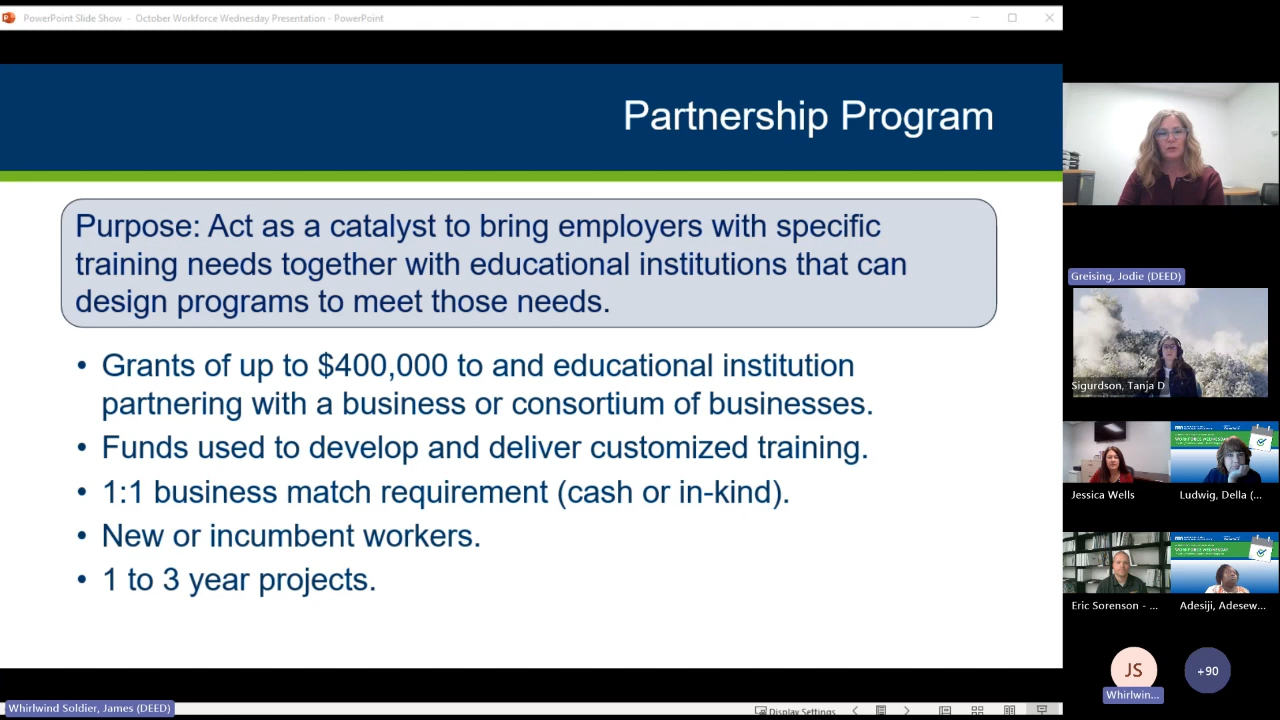 PowerPoint Slide Show - October Workforce Wednesday Presentation - PowerPoint
Partnership Program
Purpose: Act as a catalyst to bring employers with specific
training needs together with educational institutions that can
design programs to meet those needs.
• Grants of up to $400,000 to and educational institution
partnering with a business or consortium of businesses.
• Funds used to develop and deliver customized training.
• 1:1 business match requirement (cash or in-kind).
• New or incumbent workers.
• 1 to 3 year projects.
Whirlwind Soldier, James (DEED)
Display Settings
Greising, Jodie (DEED)
Sigurdson, Tanja D
Jessica Wells
Ludwig, Della (...
WORKFORCE WEDNESDAY
Eric Sorenson - ...
Adesiji, Adesew...
WORKFORCE WEDNESDAY
JS
Whirlwin...
+90